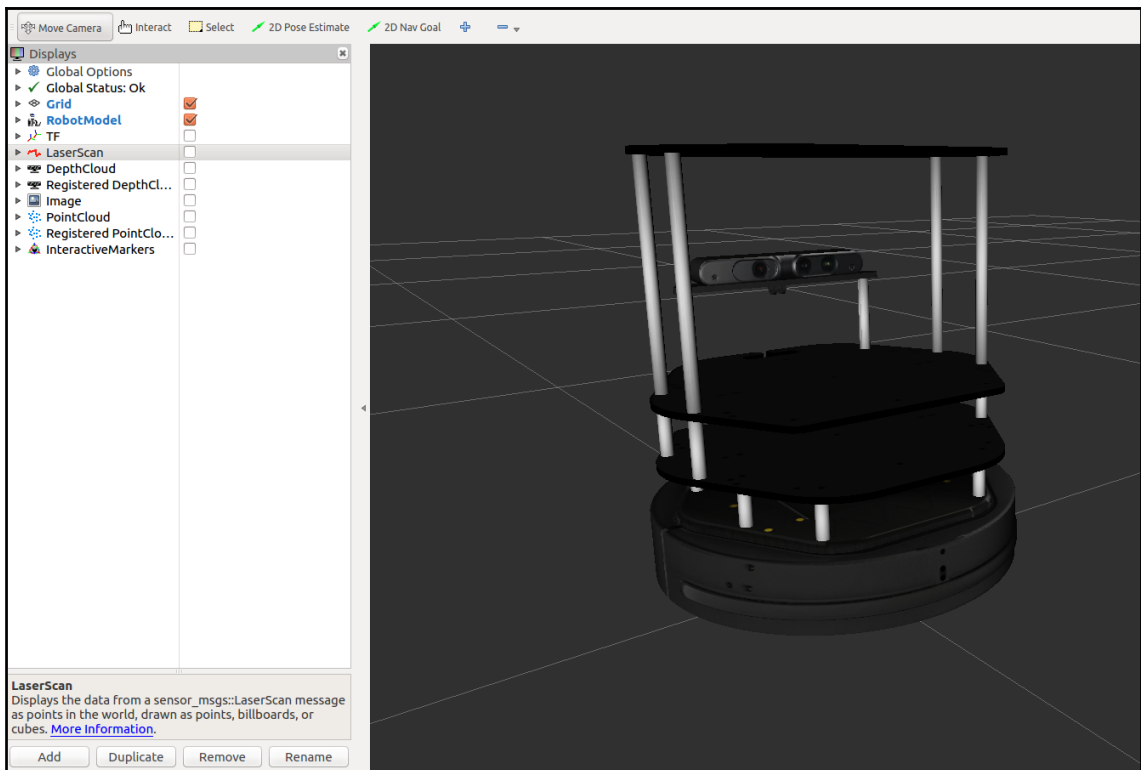 Move Camera Interact Select 2D Pose Estimate 2D Nav Goal
Displays
Global Options
Global Status: Ok
Grid
RobotModel
TF
LaserScan
DepthCloud
Registered DepthCl...
Image
PointCloud
Registered PointClo...
InteractiveMarkers
LaserScan
Displays the data from a sensor_msgs::LaserScan message
as points in the world, drawn as points, billboards, or
cubes. More Information.
Add Duplicate Remove Rename